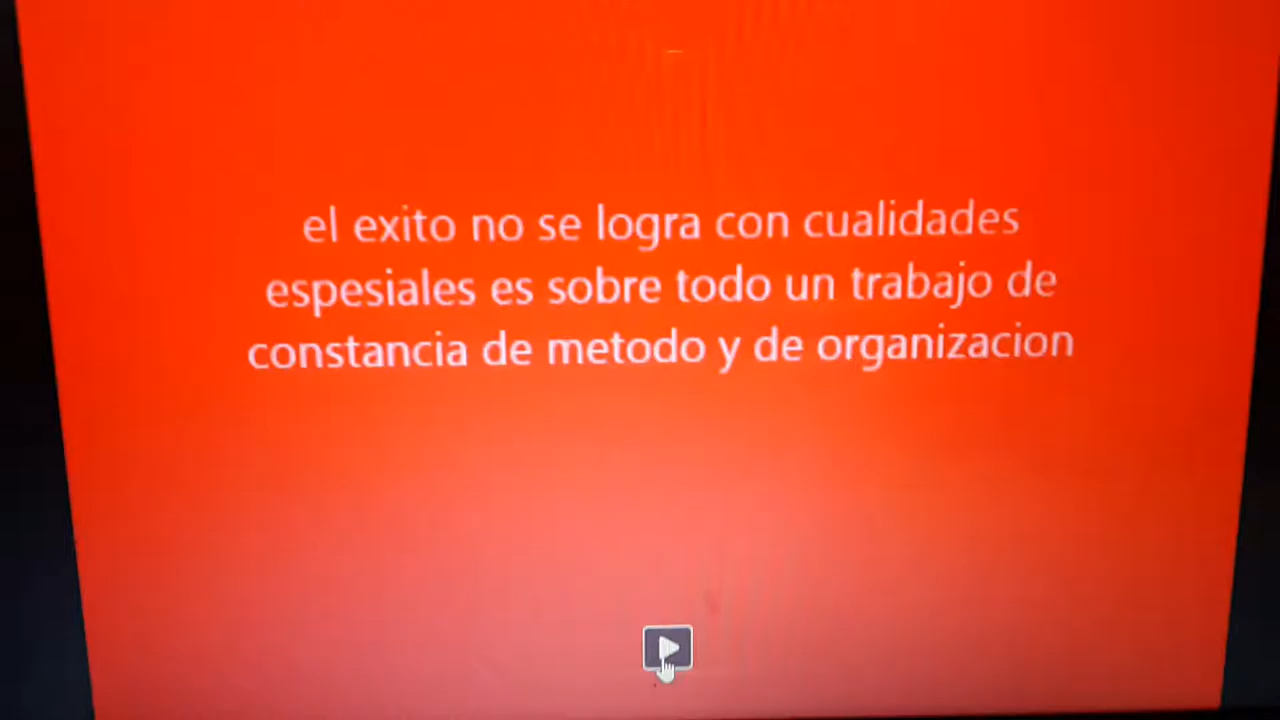 el exito no se logra con cualidades
espesiales es sobre todo un trabajo de
constancia de metodo y de organizacion